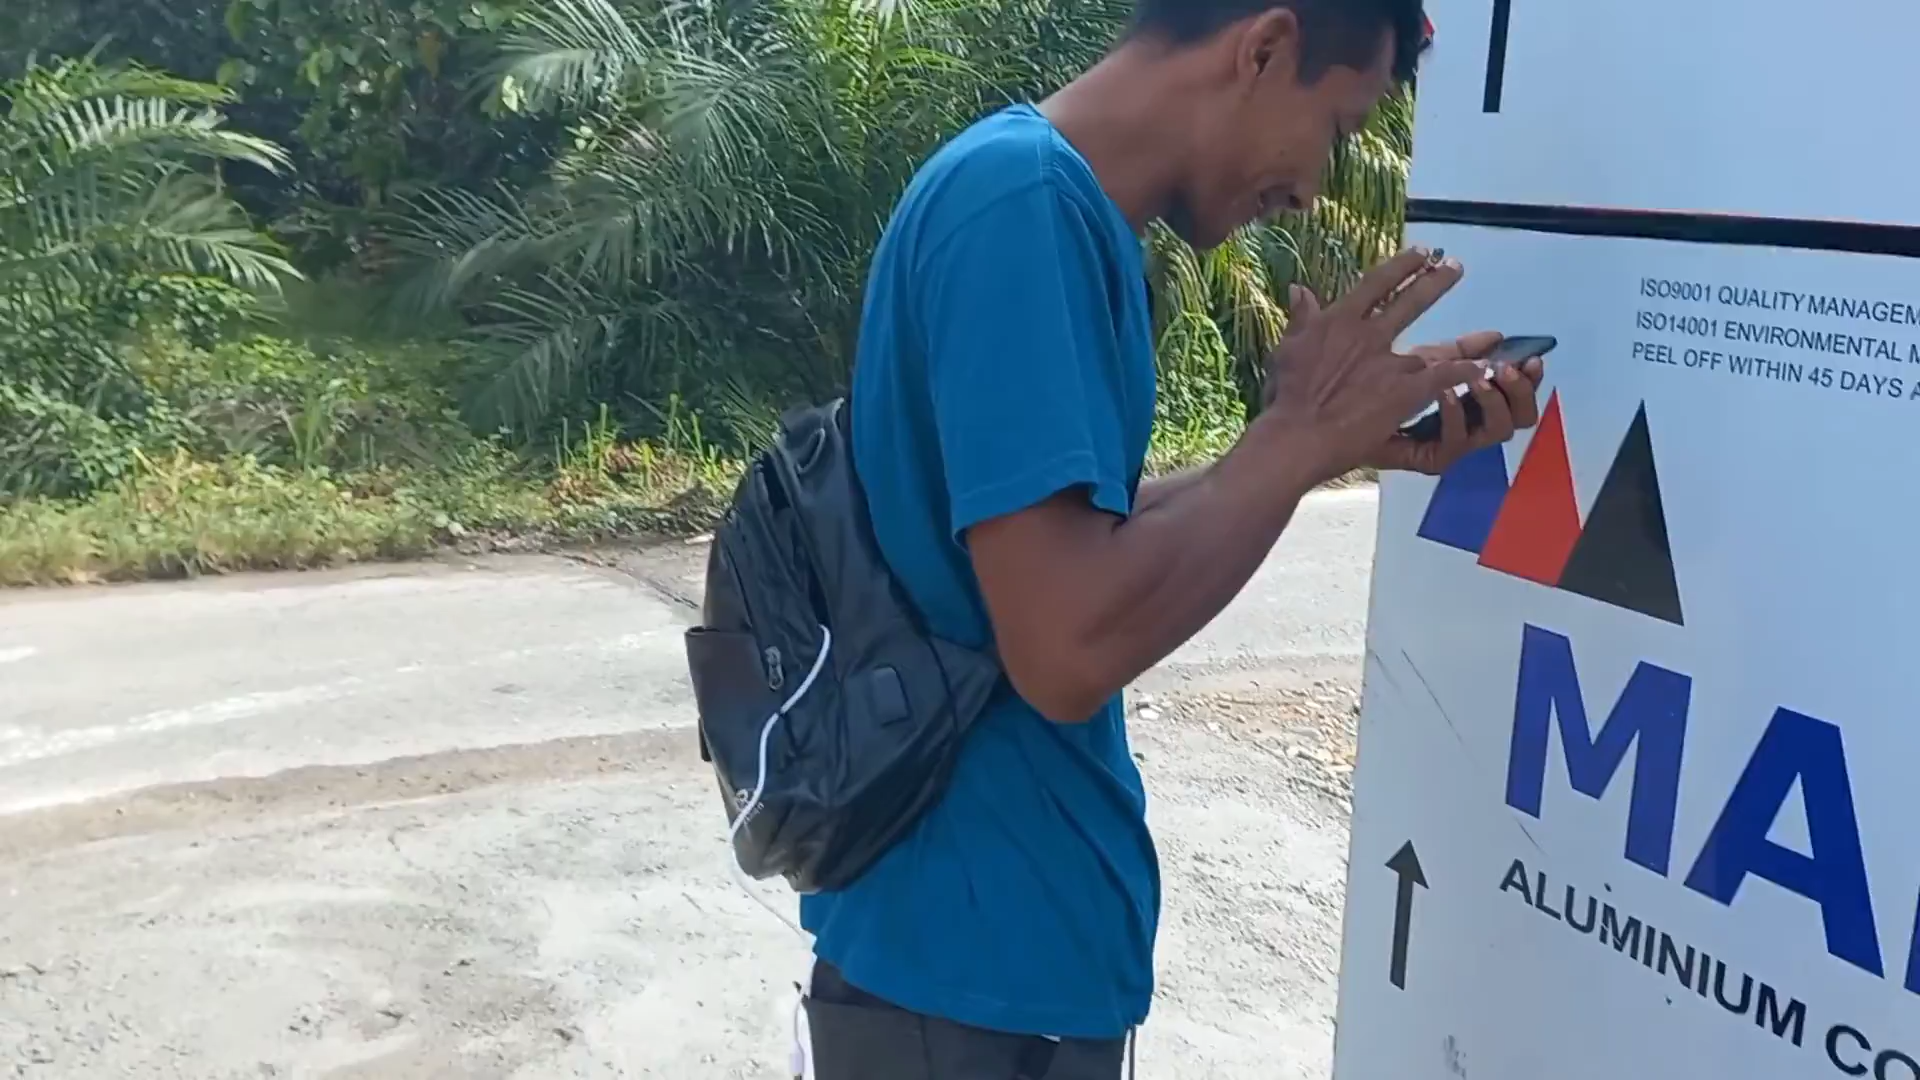 ISO9001 QUALITY MANAGEM
ISO14001 ENVIRONMENTAL M
PEEL OFF WITHIN 45 DAYS A
MA
ALUMINIUM CO